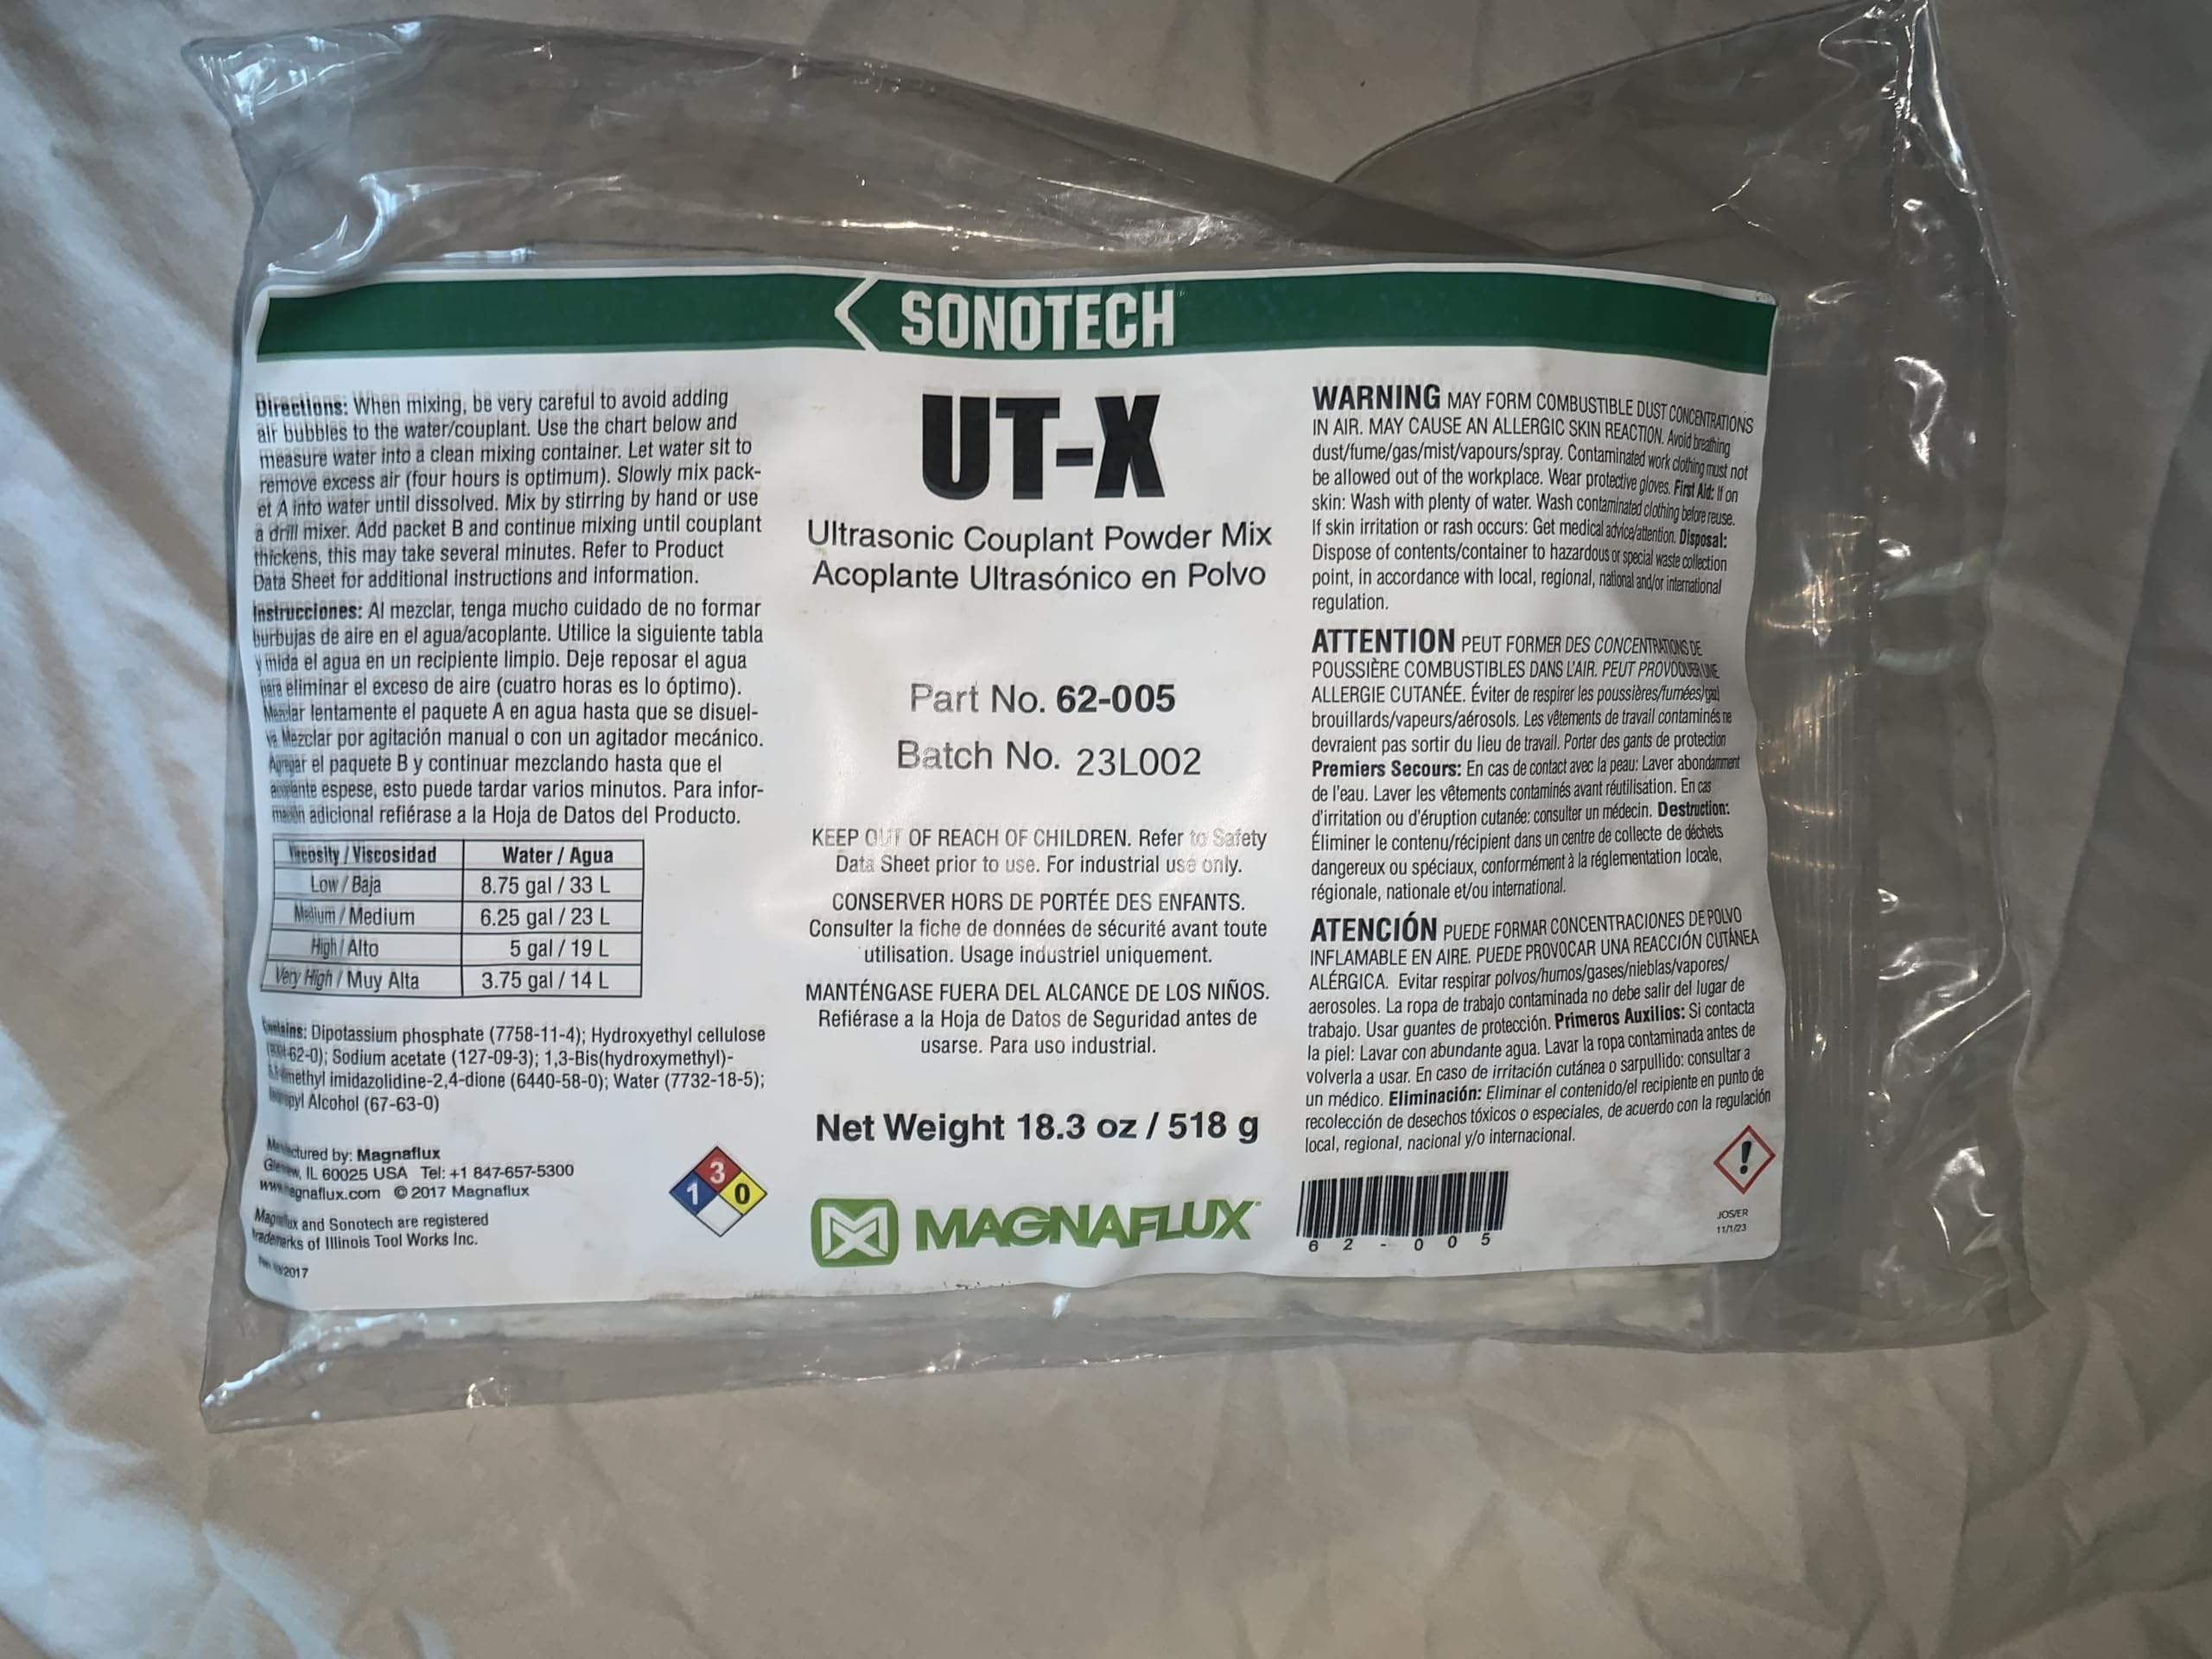 SONOTECH
Directions: When mixing, be very careful to avoid adding
air bubbles to the water/couplant. Use the chart below and
measure water into a clean mixing container. Let water sit to
remove excess air (four hours is optimum). Slowly mix pack-
et A into water until dissolved. Mix by stirring by hand or use
a drill mixer. Add packet B and continue mixing until couplant
thickens, this may take several minutes. Refer to Product
Data Sheet for additional instructions and information.
Instrucciones: Al mezclar, tenga mucho cuidado de no formar
burbujas de aire en el agua/acoplante. Utilice la siguiente tabla
y mida el agua en un recipiente limpio. Deje reposar el agua
para eliminar el exceso de aire (cuatro horas es lo óptimo).
Mezclar lentamente el paquete A en agua hasta que se disuel-
va Mezclar por agitación manual o con un agitador mecánico.
Agregar el paquete B y continuar mezclando hasta que el
espese, esto puede tardar varios minutos. Para infor-
adicional refiérase a la Hoja de Datos del Producto.
Viscosity / Viscosidad Water / Agua
Low / Baja 8.75 gal / 33 L
Medium / Medium 6.25 gal / 23 L
High / Alto 5 gal / 19 L
Very High / Muy Alta 3.75 gal / 14 L
Contains: Dipotassium phosphate (7758-11-4); Hydroxyethyl cellulose
62-0); Sodium acetate (127-09-3); 1,3-Bis(hydroxymethyl)-
imidazolidine-2,4-dione (6440-58-0); Water (7732-18-5);
Alcohol (67-63-0)
Manufactured by: Magnaflux
IL 60025 USA Tel: +1 847-657-5300
www.magnaflux.com © 2017 Magnaflux
Magnaflux and Sonotech are registered
trademarks of Illinois Tool Works Inc.
2017
3
1 0
UT-X
Ultrasonic Couplant Powder Mix
Acoplante Ultrasónico en Polvo
Part No. 62-005
Batch No. 23L002
KEEP OUT OF REACH OF CHILDREN. Refer to Safety
Data Sheet prior to use. For industrial use only.
CONSERVER HORS DE PORTÉE DES ENFANTS.
Consulter la fiche de données de sécurité avant toute
utilisation. Usage industriel uniquement.
MANTÉNGASE FUERA DEL ALCANCE DE LOS NIÑOS.
Refiérase a la Hoja de Datos de Seguridad antes de
usarse. Para uso industrial.
Net Weight 18.3 oz / 518 g
MAGNAFLUX
WARNING MAY FORM COMBUSTIBLE DUST CONCENTRATIONS
IN AIR. MAY CAUSE AN ALLERGIC SKIN REACTION. Avoid breathing
dust/fume/gas/mist/vapours/spray. Contaminated work clothing must not
be allowed out of the workplace. Wear protective gloves. First Aid: If on
skin: Wash with plenty of water. Wash contaminated clothing before reuse.
If skin irritation or rash occurs: Get medical advice/attention. Disposal:
Dispose of contents/container to hazardous or special waste collection
point, in accordance with local, regional, national and/or international
regulation.
ATTENTION PEUT FORMER DES CONCENTRATIONS DE
POUSSIÈRE COMBUSTIBLES DANS L'AIR. PEUT PROVOQUER UNE
ALLERGIE CUTANÉE. Éviter de respirer les poussières/fumées/gaz/
brouillards/vapeurs/aérosols. Les vêtements de travail contaminés ne
devraient pas sortir du lieu de travail. Porter des gants de protection
Premiers Secours: En cas de contact avec la peau: Laver abondamment
de l'eau. Laver les vêtements contaminés avant réutilisation. En cas
d'irritation ou d'éruption cutanée: consulter un médecin. Destruction:
Éliminer le contenu/récipient dans un centre de collecte de déchets
dangereux ou spéciaux, conformément à la réglementation locale,
régionale, nationale et/ou international.
ATENCIÓN PUEDE FORMAR CONCENTRACIONES DE POLVO
INFLAMABLE EN AIRE. PUEDE PROVOCAR UNA REACCIÓN CUTÁNEA
ALÉRGICA. Evitar respirar polvos/humos/gases/nieblas/vapores/
aerosoles. La ropa de trabajo contaminada no debe salir del lugar de
trabajo. Usar guantes de protección. Primeros Auxilios: Si contacta
la piel: Lavar con abundante agua. Lavar la ropa contaminada antes de
volverla a usar. En caso de irritación cutánea o sarpullido: consultar a
un médico. Eliminación: Eliminar el contenido/el recipiente en punto de
recolección de desechos tóxicos o especiales, de acuerdo con la regulación
local, regional, nacional y/o internacional.
62-005
JOS/ER
11/1/23